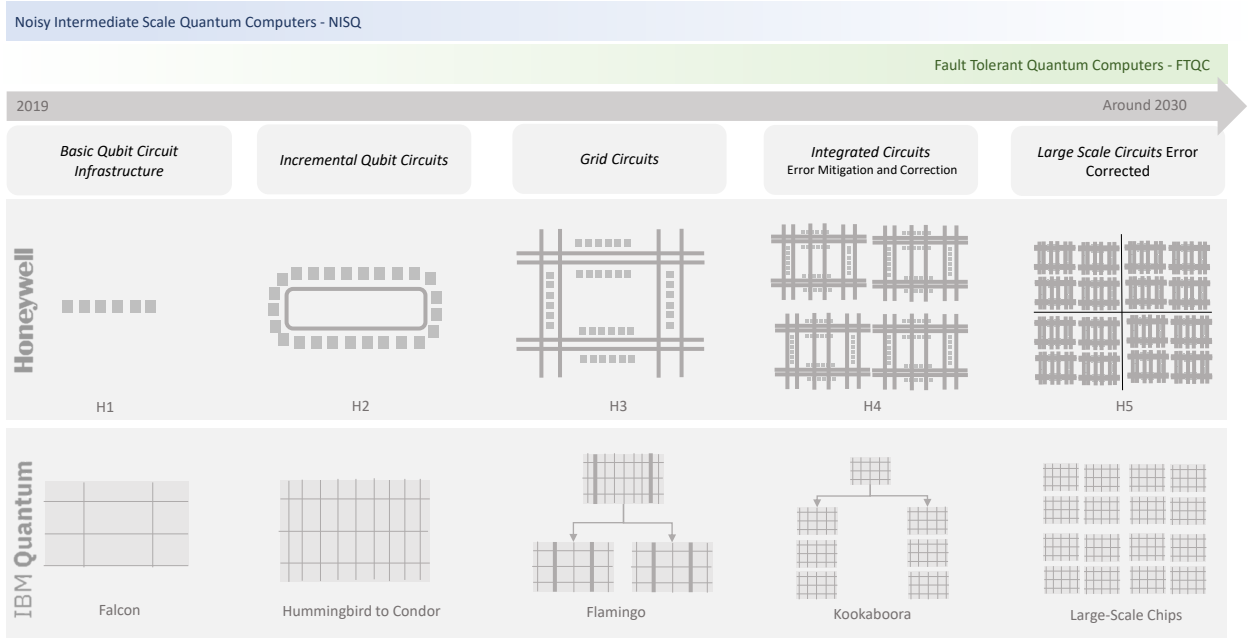 Noisy Intermediate Scale Quantum Computers - NISQ
Fault Tolerant Quantum Computers - FTQC
2019
Around 2030
Basic Qubit Circuit
Infrastructure
Incremental Qubit Circuits
Grid Circuits
Integrated Circuits
Error Mitigation and Correction
Large Scale Circuits Error
Corrected
Honeywell
H1
H2
H3
H4
H5
IBM Quantum
Falcon
Hummingbird to Condor
Flamingo
Kookaboora
Large-Scale Chips